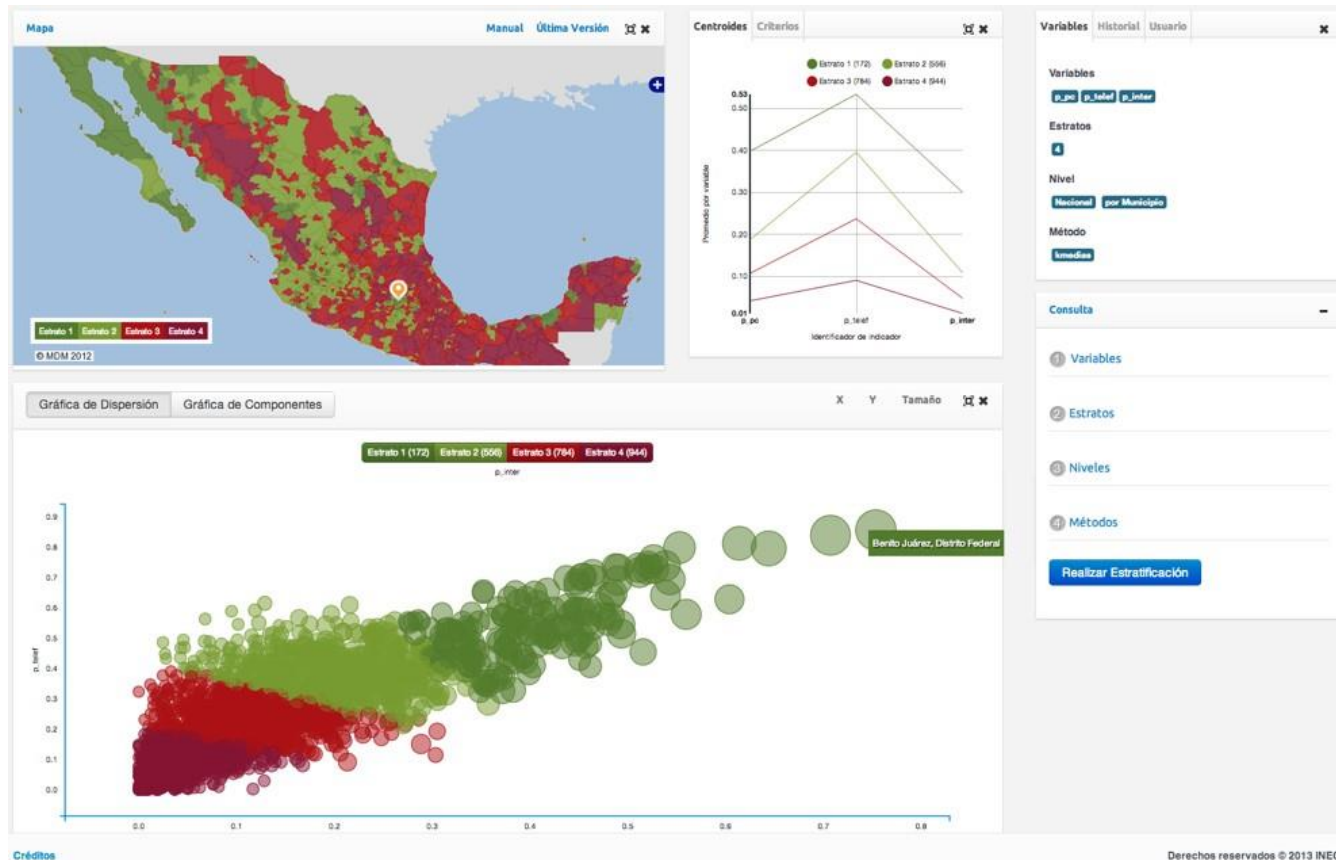 Mapa
Manual Última Versión
Estrato 1 Estrato 2 Estrato 3 Estrato 4
© MDM 2012
Centroides Criterios
Estrato 1 (172) Estrato 2 (556)
Estrato 3 (784) Estrato 4 (944)
0.53
0.50
0.40
0.30
0.20
0.10
0.01
Promedio por variable
p_pc p_telef p_inter
Identificador de indicador
Variables Historial Usuario
Variables
p_pc p_telef p_inter
Estratos
4
Nivel
Nacional por Municipio
Método
kmedias
Consulta
1 Variables
2 Estratos
3 Niveles
4 Métodos
Realizar Estratificación
Gráfica de Dispersión Gráfica de Componentes
X Y Tamaño
Estrato 1 (172) Estrato 2 (556) Estrato 3 (784) Estrato 4 (944)
p_inter
0.9
0.8
0.7
0.6
0.5
0.4
0.3
0.2
0.1
0.0
p_telef
Benito Juárez, Distrito Federal
0.0 0.1 0.2 0.3 0.4 0.5 0.6 0.7 0.8
Créditos
Derechos reservados © 2013 INEG